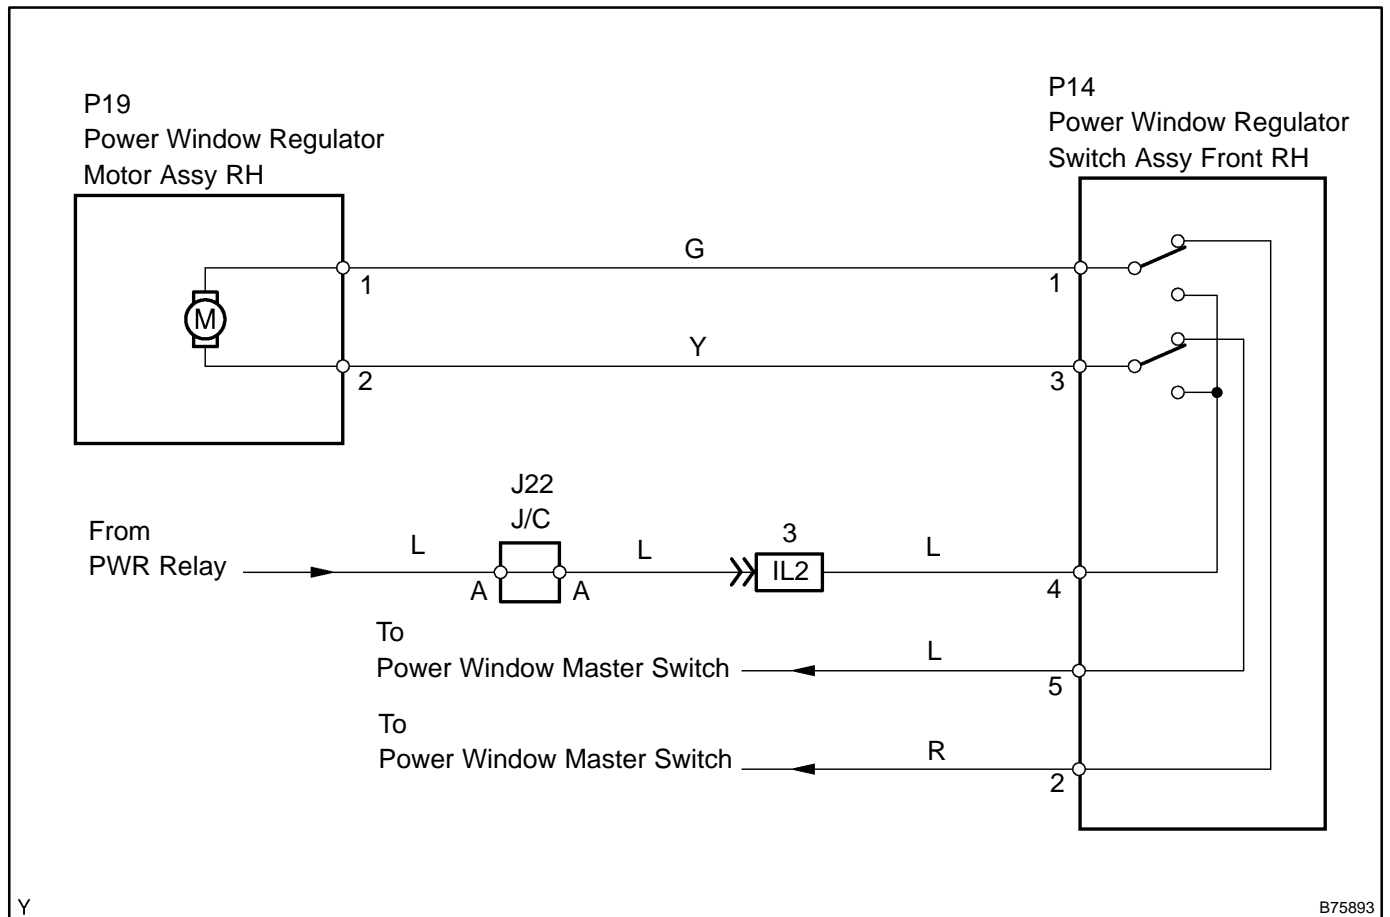 P19
Power Window Regulator
Motor Assy RH
P14
Power Window Regulator
Switch Assy Front RH
G
1
1
M
Y
2
3
J22
J/C
From
PWR Relay
L
A
A
L
3
IL2
L
4
To
Power Window Master Switch
L
5
To
Power Window Master Switch
R
2
Y
B75893